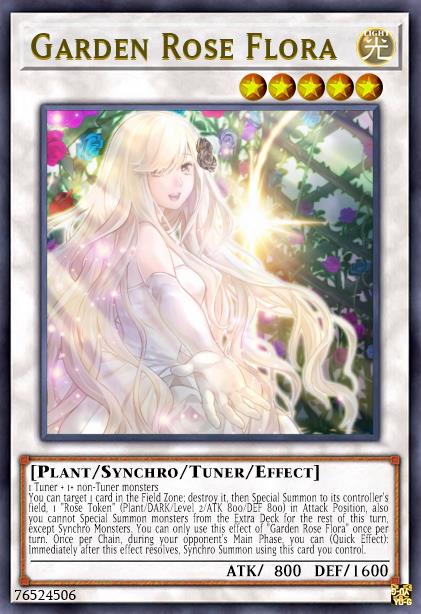 GARDEN ROSE FLORA
LIGHT
光
[PLANT/SYNCHRO/TUNER/EFFECT]
1 Tuner + 1+ non-Tuner monsters
You can target 1 card in the Field Zone; destroy it, then Special Summon to its controller's
field, 1 "Rose Token" (Plant/DARK/Level 2/ATK 800/DEF 800) in Attack Position, also
you cannot Special Summon monsters from the Extra Deck for the rest of this turn,
except Synchro Monsters. You can only use this effect of "Garden Rose Flora" once per
turn. Once per Chain, during your opponent's Main Phase, you can (Quick Effect):
Immediately after this effect resolves, Synchro Summon using this card you control.
ATK/ 800 DEF/1600
76524506